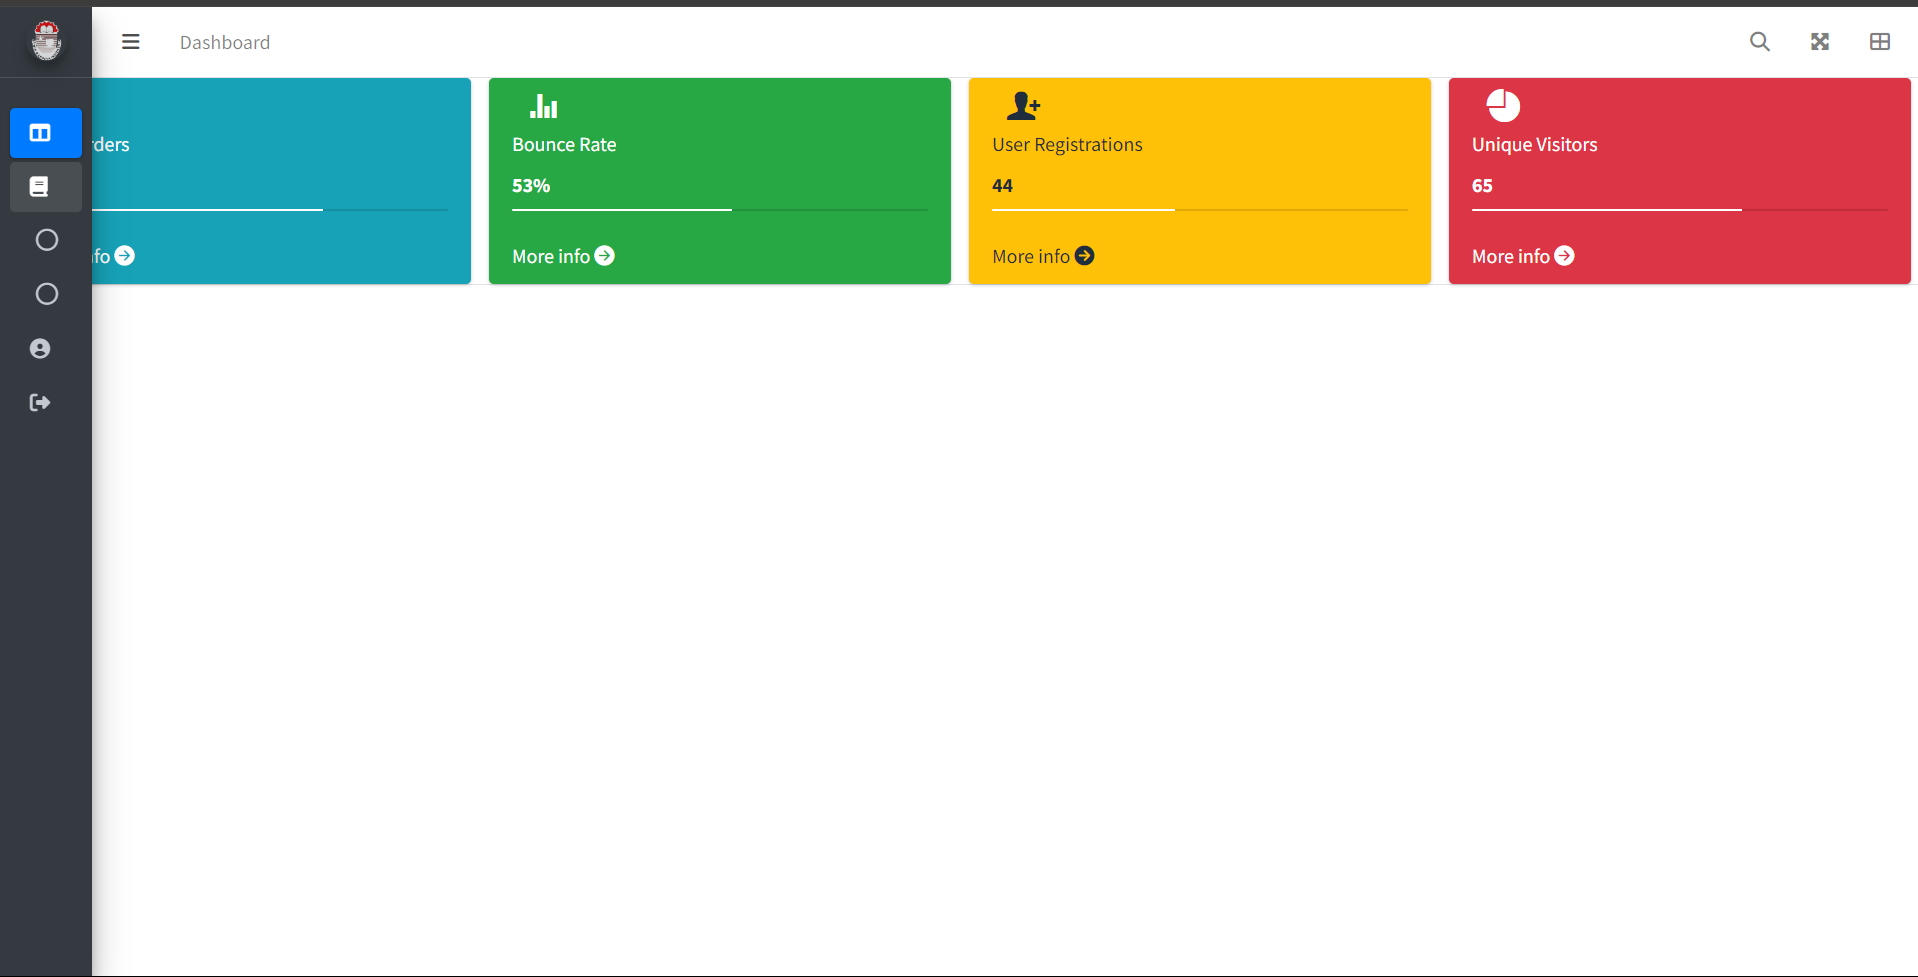 Dashboard
rders
fo
Bounce Rate
53%
More info
User Registrations
44
More info
Unique Visitors
65
More info